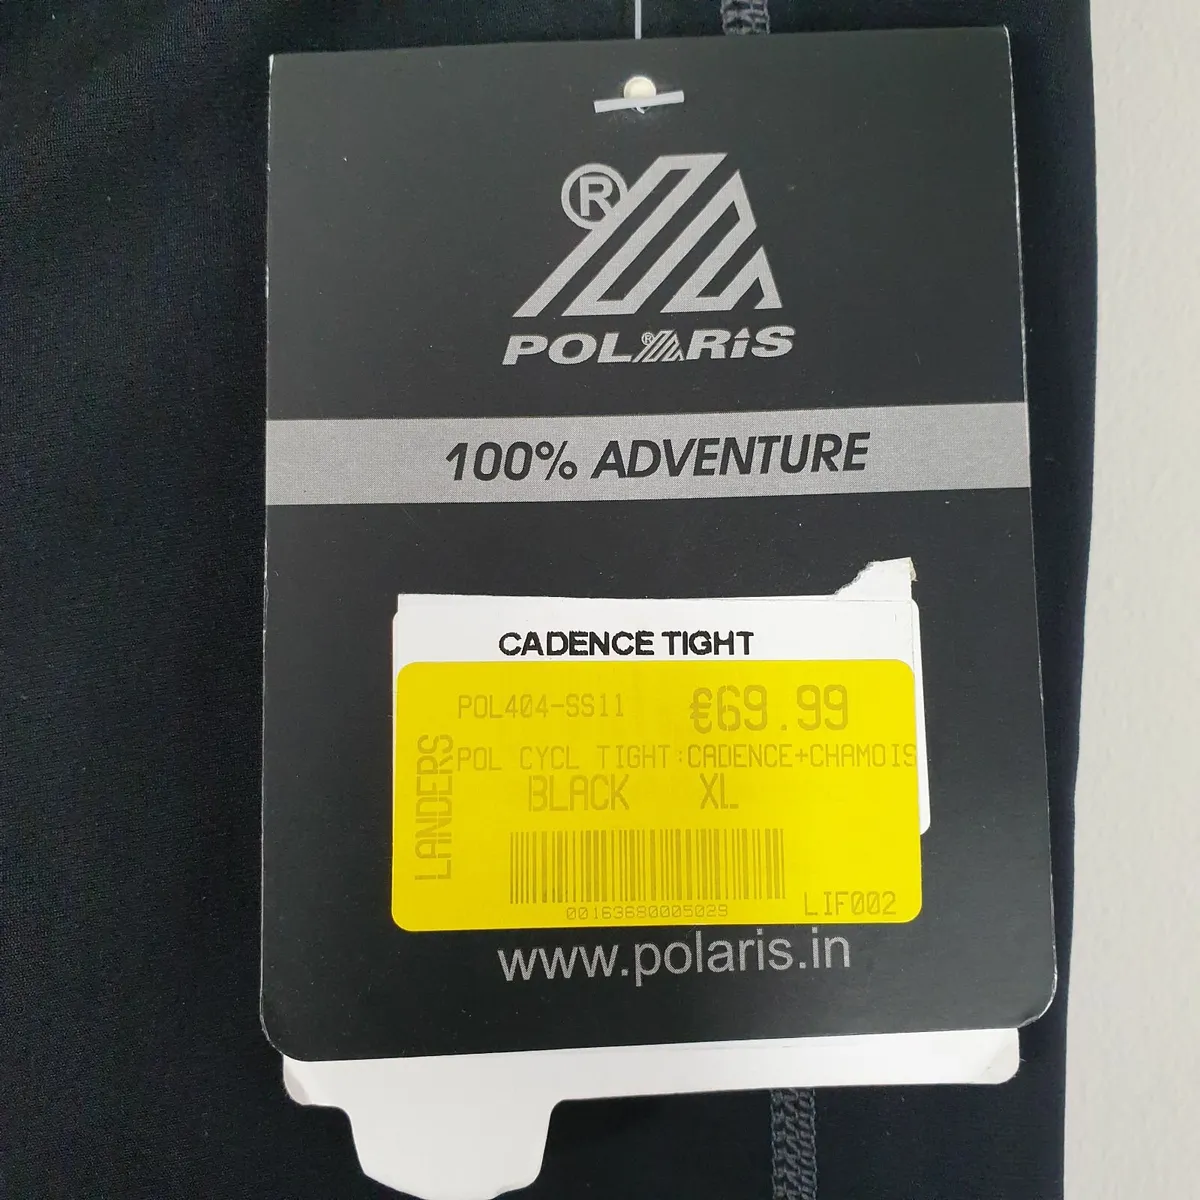 ®
POLARIS
100% ADVENTURE
CADENCE TIGHT
POL404-SS11 €69.99
POL CYCL TIGHT:CADENCE+CHAMOIS
BLACK XL
LANDERS
00163680005029
LIF002
www.polaris.in